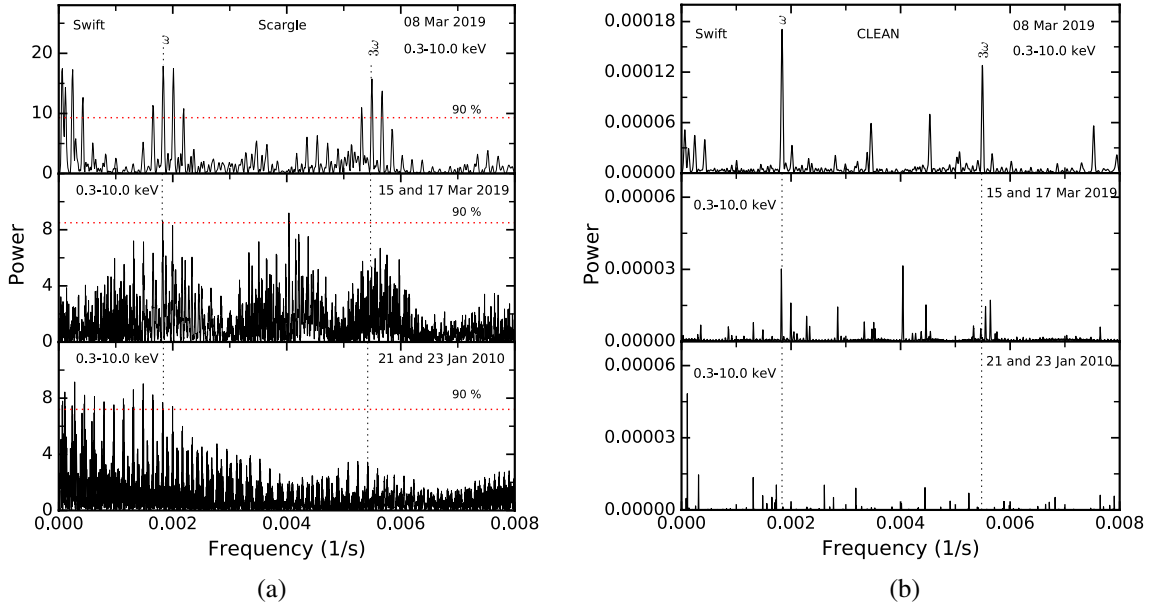 Swift
Scargle
08 Mar 2019
0.3-10.0 keV
ω
3ω
90 %
20
10
0
0.3-10.0 keV
15 and 17 Mar 2019
90 %
8
4
0
Power
0.3-10.0 keV
21 and 23 Jan 2010
90 %
8
4
0
0.000
0.002
0.004
0.006
0.008
Frequency (1/s)
(a)
0.00018
0.00012
0.00006
0.00000
Swift
CLEAN
08 Mar 2019
0.3-10.0 keV
ω
3ω
0.00006
0.00003
0.00000
0.3-10.0 keV
15 and 17 Mar 2019
Power
0.00006
0.00003
0.00000
0.3-10.0 keV
21 and 23 Jan 2010
0.000
0.002
0.004
0.006
0.008
Frequency (1/s)
(b)